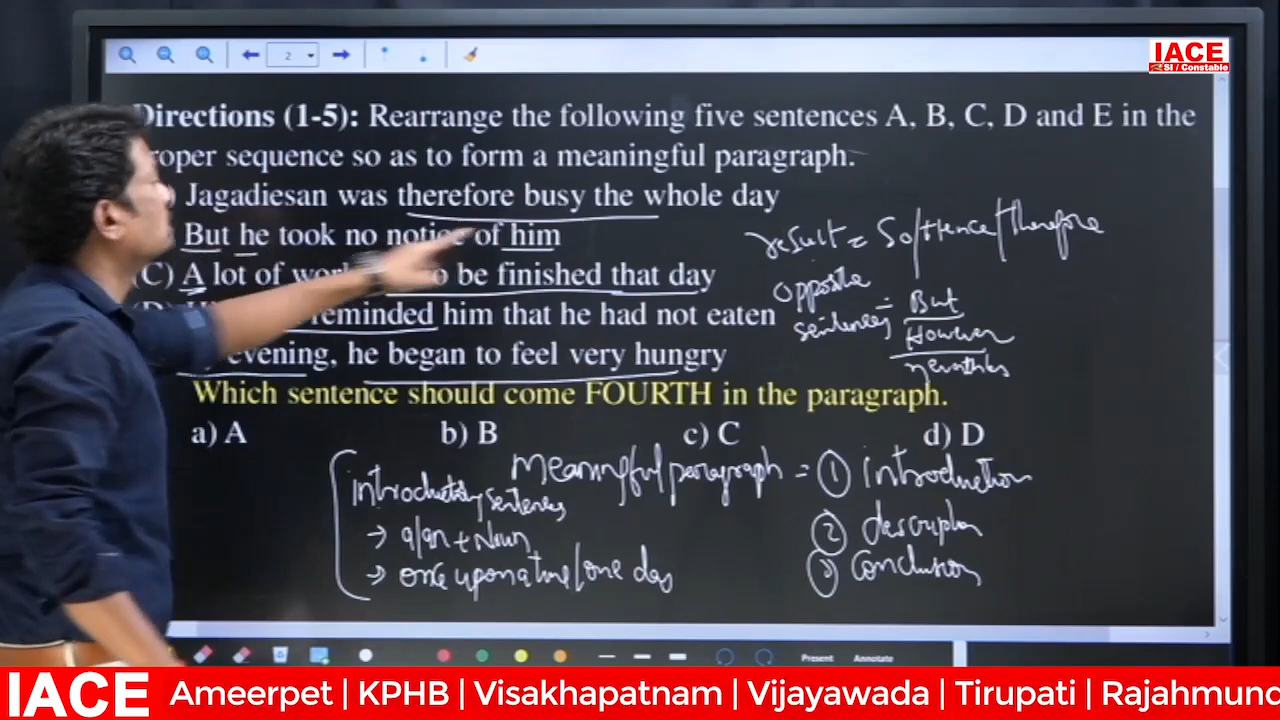 IACE
SI / Constable
2
Directions (1-5): Rearrange the following five sentences A, B, C, D and E in the
roper sequence so as to form a meaningful paragraph.
Jagadiesan was therefore busy the whole day
But he took no notice of him
(C) A lot of work to be finished that day
reminded him that he had not eaten
evening, he began to feel very hungry
Which sentence should come FOURTH in the paragraph.
a) A b) B c) C d) D
result = So/Hence/therefore
opposite
sentences = But
However
introductory sentences
→ a/an + Noun
→ once upon a time/one day
Meaningful paragraph = ① introduction
② description
③ Conclusion
Present Annotate
IACE Ameerpet | KPHB | Visakhapatnam | Vijayawada | Tirupati | Rajahmund